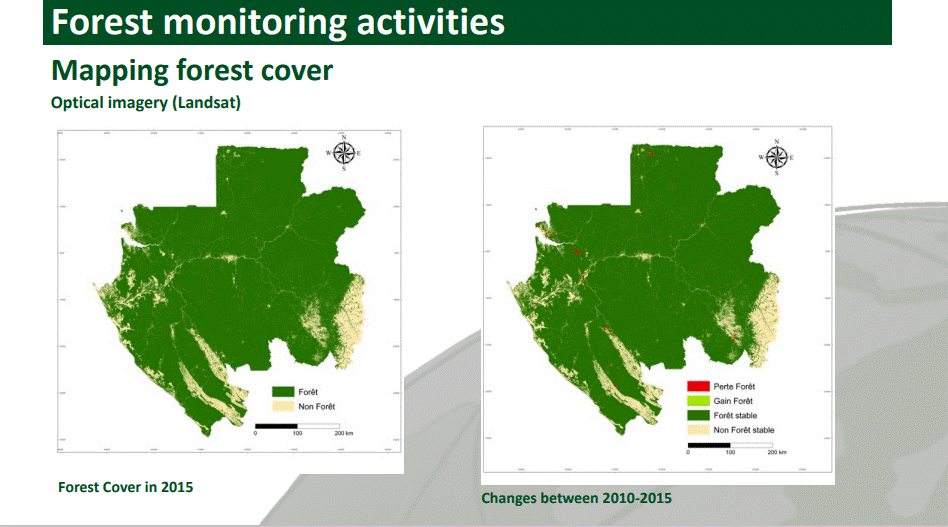 Forest monitoring activities
Mapping forest cover
Optical imagery (Landsat)
N
W E
S
N
W E
S
Forêt
Non Forêt
0 100 200 km
Perte Forêt
Gain Forêt
Forêt stable
Non Forêt stable
0 100 200 km
Forest Cover in 2015
Changes between 2010-2015